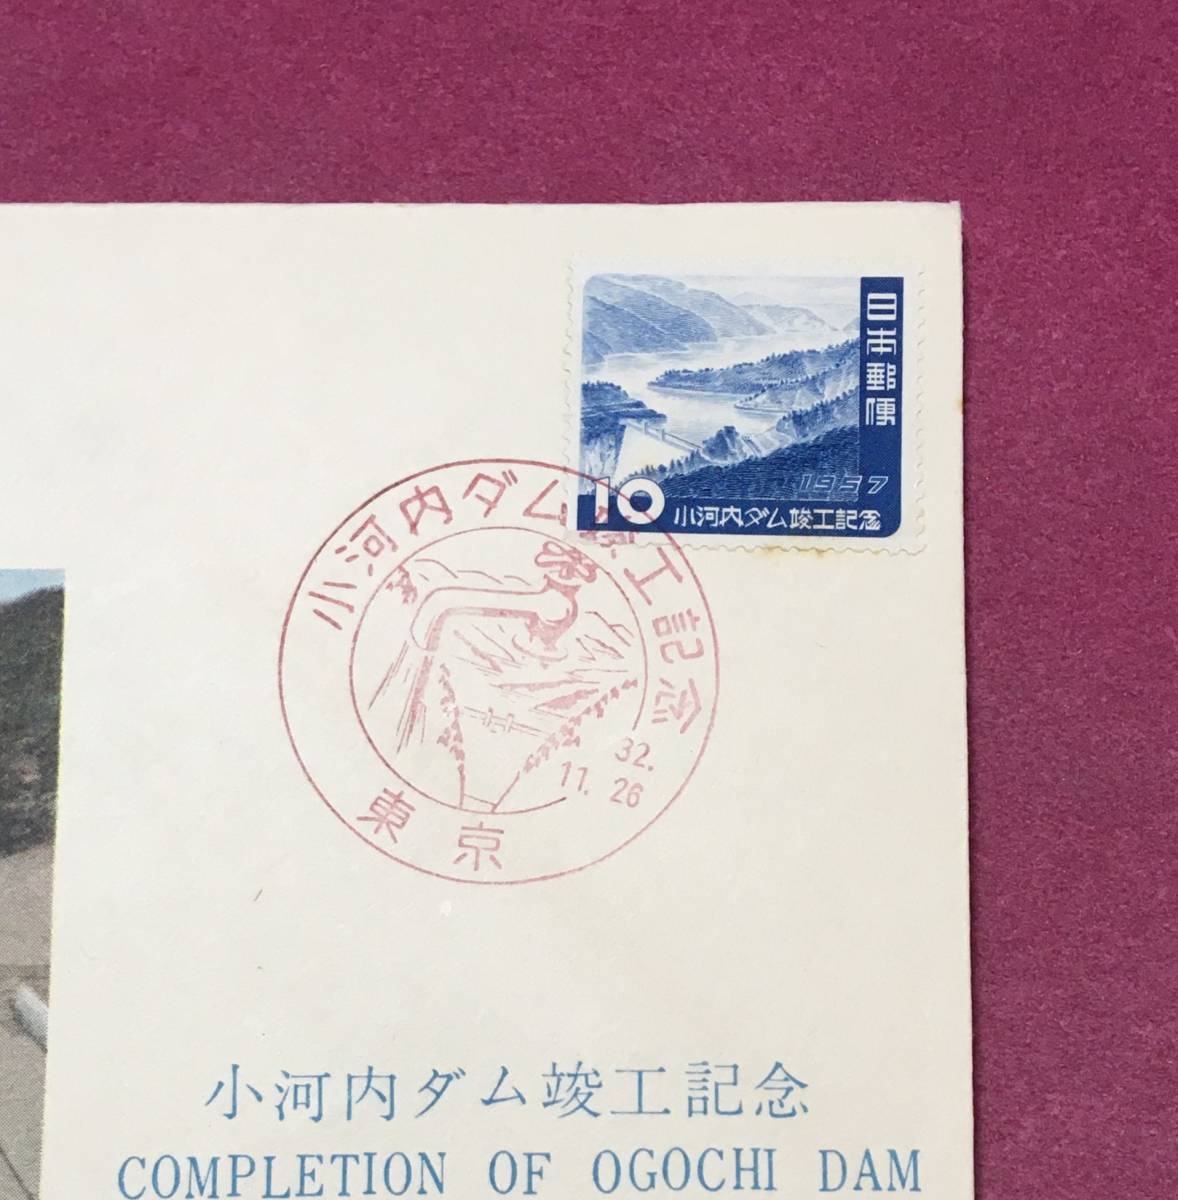 日本郵便
1957
10
小河内ダム竣工記念
小河内ダム竣工記念
32.
11. 26
東京
小河内ダム竣工記念
COMPLETION OF OGOCHI DAM